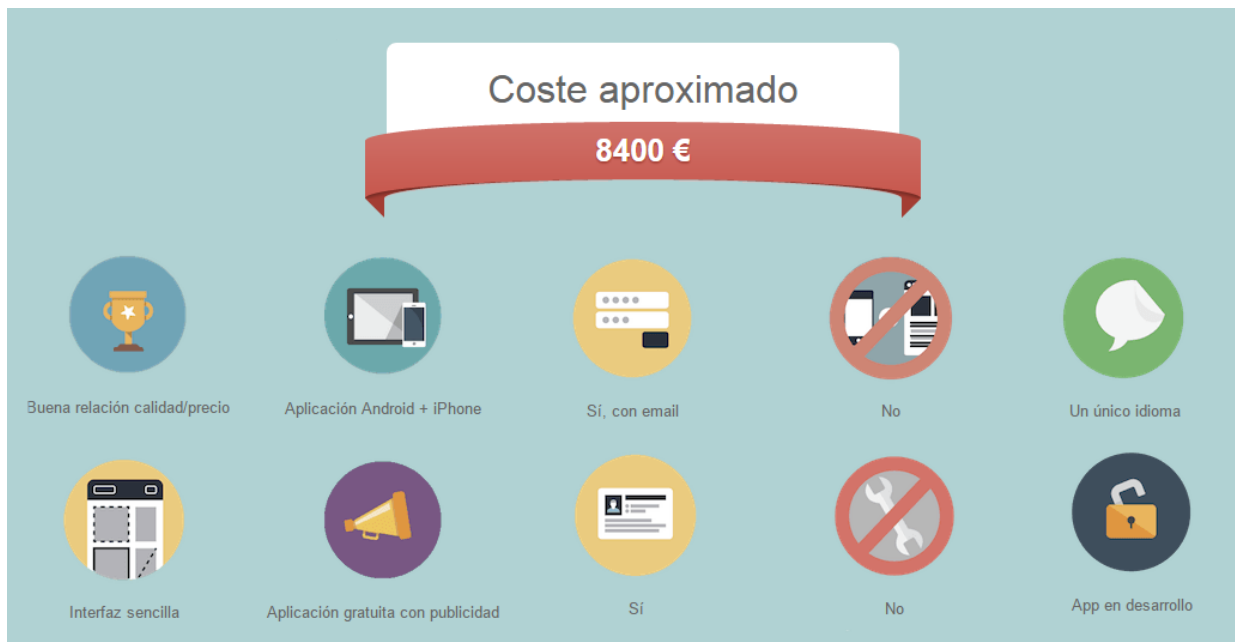 Coste aproximado
8400 €
Buena relación calidad/precio
Aplicación Android + iPhone
Sí, con email
No
Un único idioma
Interfaz sencilla
Aplicación gratuita con publicidad
Sí
No
App en desarrollo